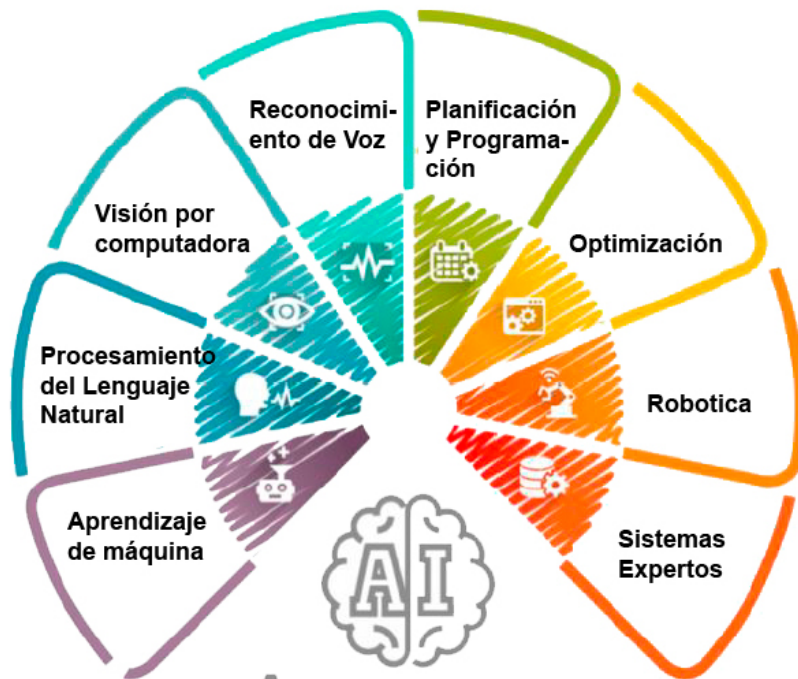 Reconocimi-
ento de Voz
Planificación
y Programa-
ción
Visión por
computadora
Optimización
Procesamiento
del Lenguaje
Natural
Robotica
Aprendizaje
de máquina
Sistemas
Expertos
AI